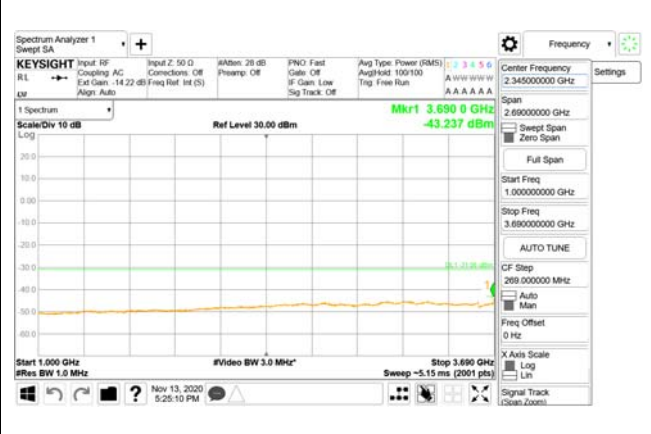 Spectrum Analyzer 1
Swept SA
Frequency
KEYSIGHT
RL
Input: RF
Coupling: AC
Ext Gain: -14.22 dB
Align: Auto
Input Z: 50 Ω
Corrections: Off
Freq Ref: Int (S)
#Atten: 28 dB
Preamp: Off
PNO: Fast
Gate: Off
IF Gain: Low
Sig Track: Off
Avg Type: Power (RMS)
Avg|Hold: 100/100
Trig: Free Run
1 2 3 4 5 6
A W W W W W
A A A A A A
Settings
1 Spectrum
Scale/Div 10 dB
Log
Ref Level 30.00 dBm
Mkr1 3.690 0 GHz
-43.237 dBm
20.0
10.0
0.00
-10.0
-20.0
-30.0
-40.0
-50.0
-60.0
1
Start 1.000 GHz
#Res BW 1.0 MHz
#Video BW 3.0 MHz*
Stop 3.690 GHz
Sweep ~5.15 ms (2001 pts)
Nov 13, 2020
5:25:10 PM
Center Frequency
2.345000000 GHz
Span
2.69000000 GHz
Swept Span
Zero Span
Full Span
Start Freq
1.000000000 GHz
Stop Freq
3.690000000 GHz
AUTO TUNE
CF Step
269.000000 MHz
Auto
Man
Freq Offset
0 Hz
X Axis Scale
Log
Lin
Signal Track
(Span Zoom)